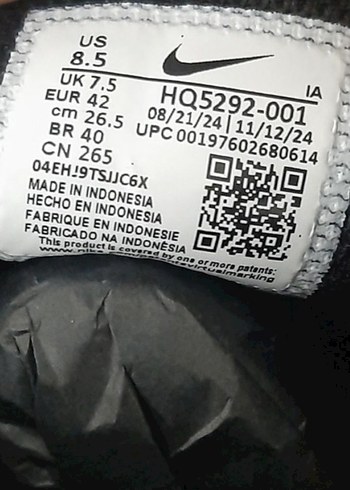 US
8.5
UK 7.5
EUR 42
cm 26.5
BR 40
CN 265
IA
HQ5292-001
08/21/24 | 11/12/24
UPC 00197602680614
04EH!9TSJJC6X
MADE IN INDONESIA
HECHO EN INDONESIA
FABRIQUE EN INDONESIE
FABRICADO NA INDONÉSIA
This product is covered by one or more patents: